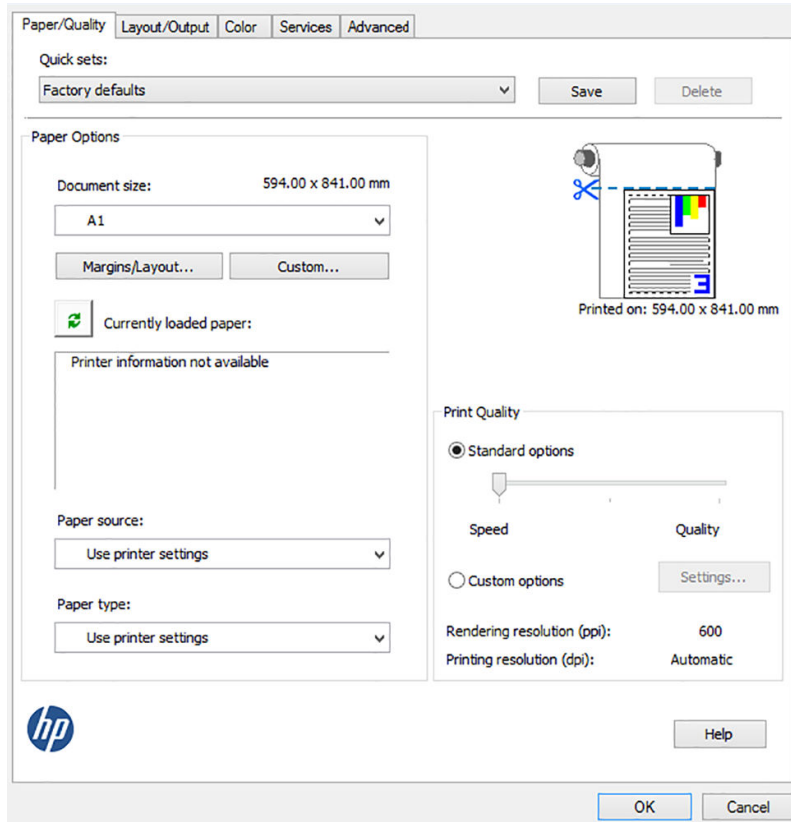 Paper/Quality Layout/Output Color Services Advanced
Quick sets:
Factory defaults Save Delete
Paper Options
Document size: 594.00 x 841.00 mm
A1
Margins/Layout... Custom...
Currently loaded paper:
Printer information not available
Paper source:
Use printer settings
Paper type:
Use printer settings
3
Printed on: 594.00 x 841.00 mm
Print Quality
Standard options
Speed Quality
Custom options Settings...
Rendering resolution (ppi): 600
Printing resolution (dpi): Automatic
hp
Help
OK Cancel